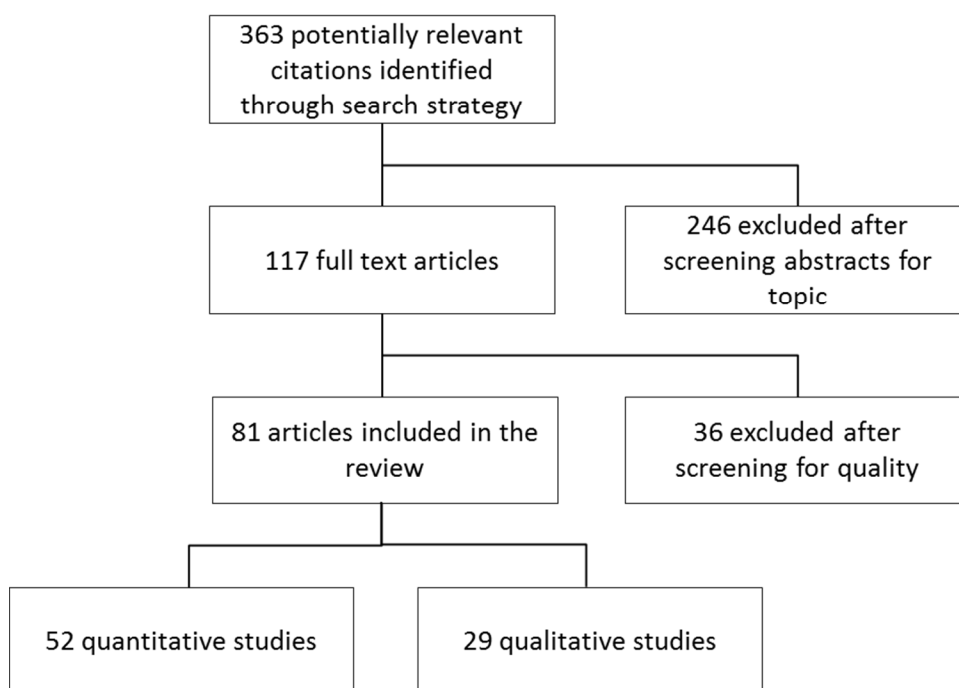 363 potentially relevant
citations identified
through search strategy
117 full text articles
246 excluded after
screening abstracts for
topic
81 articles included in the
review
36 excluded after
screening for quality
52 quantitative studies
29 qualitative studies